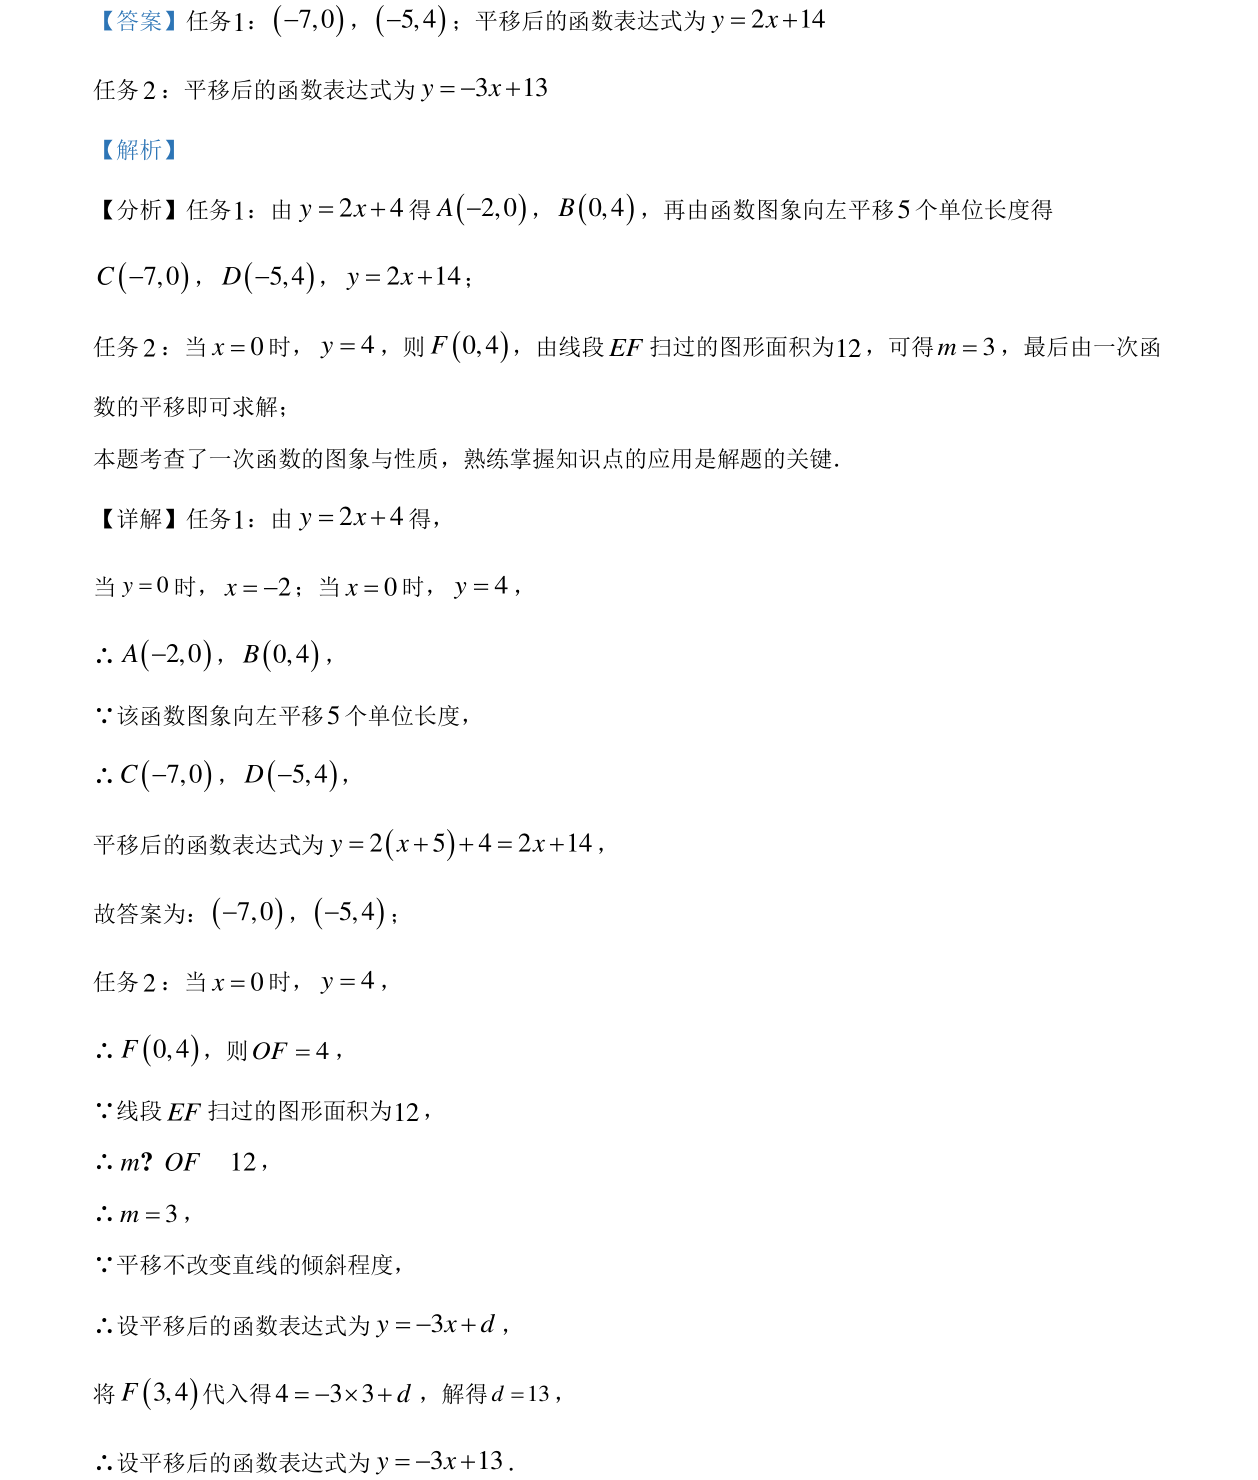 【答案】任务1：(−7,0)，(−5,4)；平移后的函数表达式为 y = 2x+14
任务2：平移后的函数表达式为 y = −3x+13
【解析】
【分析】任务1：由 y = 2x+4得A(−2,0)，B(0,4)，再由函数图象向左平移5个单位长度得
C(−7,0)，D(−5,4)，y = 2x+14；
任务2：当x = 0时，y = 4，则F(0,4)，由线段EF 扫过的图形面积为12，可得m = 3，最后由一次函
数的平移即可求解；
本题考查了一次函数的图象与性质，熟练掌握知识点的应用是解题的关键．
【详解】任务1：由 y = 2x+4得，
当 y = 0时，x = −2；当x = 0时，y = 4，
∴A(−2,0)，B(0,4)，
∵该函数图象向左平移5个单位长度，
∴C(−7,0)，D(−5,4)，
平移后的函数表达式为 y = 2(x+5)+4 = 2x+14，
故答案为：(−7,0)，(−5,4)；
任务2：当x = 0时，y = 4，
∴F(0,4)，则OF = 4，
∵线段EF 扫过的图形面积为12，
∴m? OF 12，
∴m = 3，
∵平移不改变直线的倾斜程度，
∴设平移后的函数表达式为 y = −3x+d，
将F(3,4)代入得4 = −3×3+d，解得d = 13，
∴设平移后的函数表达式为 y = −3x+13．